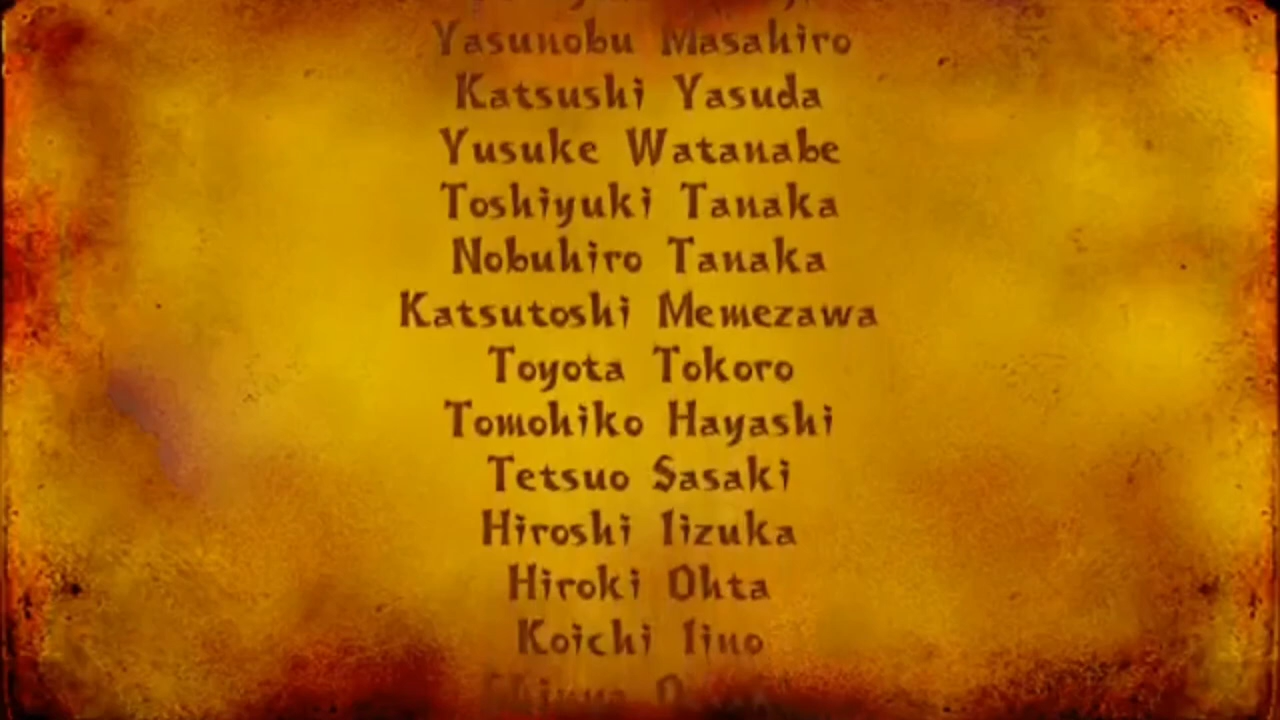 Yasunobu Masahiro
Katsushi Yasuda
Yusuke Watanabe
Toshiyuki Tanaka
Nobuhiro Tanaka
Katsutoshi Memezawa
Toyota Tokoro
Tomohiko Hayashi
Tetsuo Sasaki
Hiroshi Iizuka
Hiroki Ohta
Koichi Iino